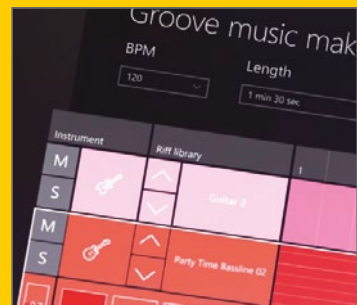 Groove music mak
BPM
Length
120
1 min 30 sec
Instrument
Riff library
1
M
S
Guitar 2
M
S
Party Time Bassline 02